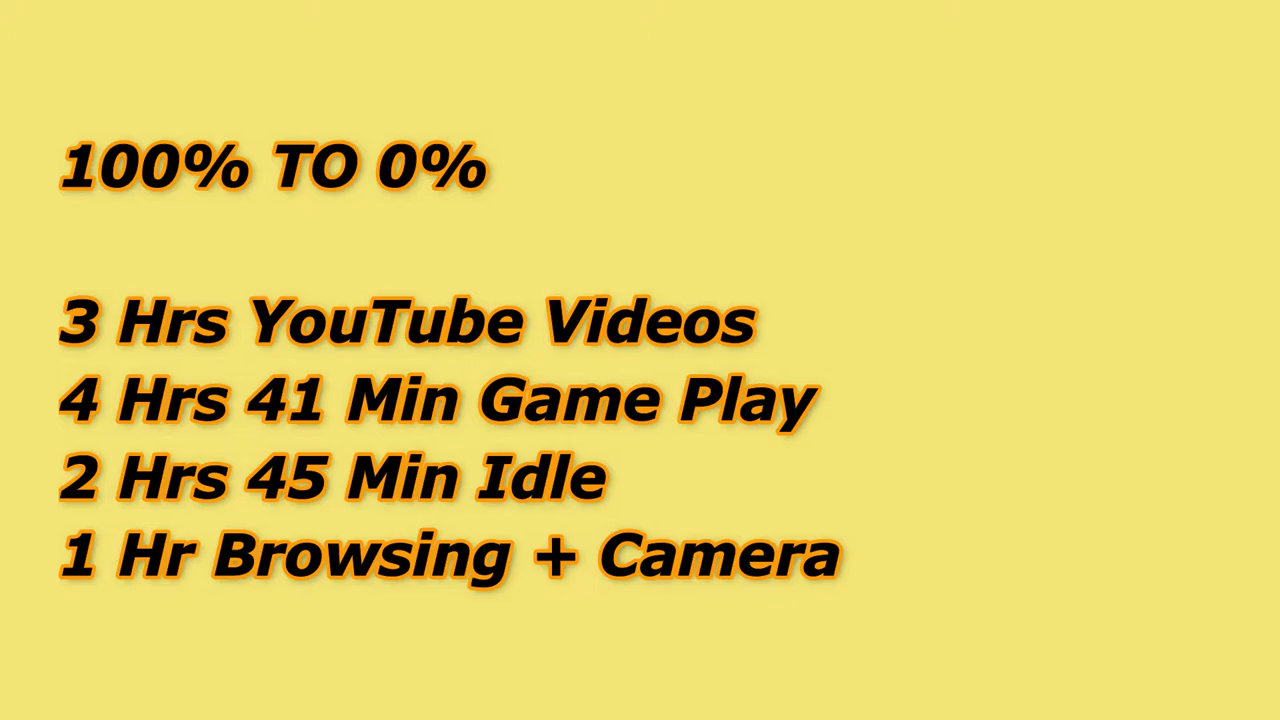 100% TO 0%
3 Hrs YouTube Videos
4 Hrs 41 Min Game Play
2 Hrs 45 Min Idle
1 Hr Browsing + Camera